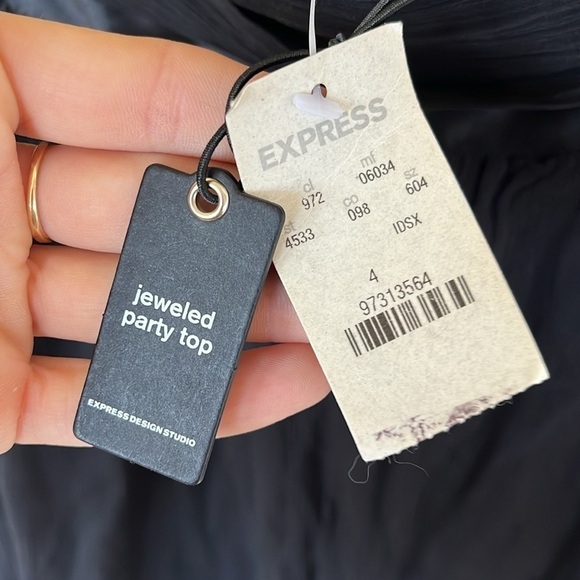 jeweled
party top
EXPRESS DESIGN STUDIO
EXPRESS
cl mf sz
972 06034 604
st co
4533 098 IDSX
4
97313564